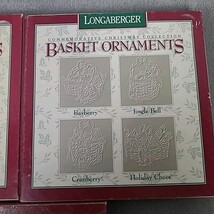 LONGABERGER
COMMEMORATIVE CHRISTMAS COLLECTION
BASKET ORNAMENTS
Bayberry
Jingle Bell
Cranberry
Holiday Cheer